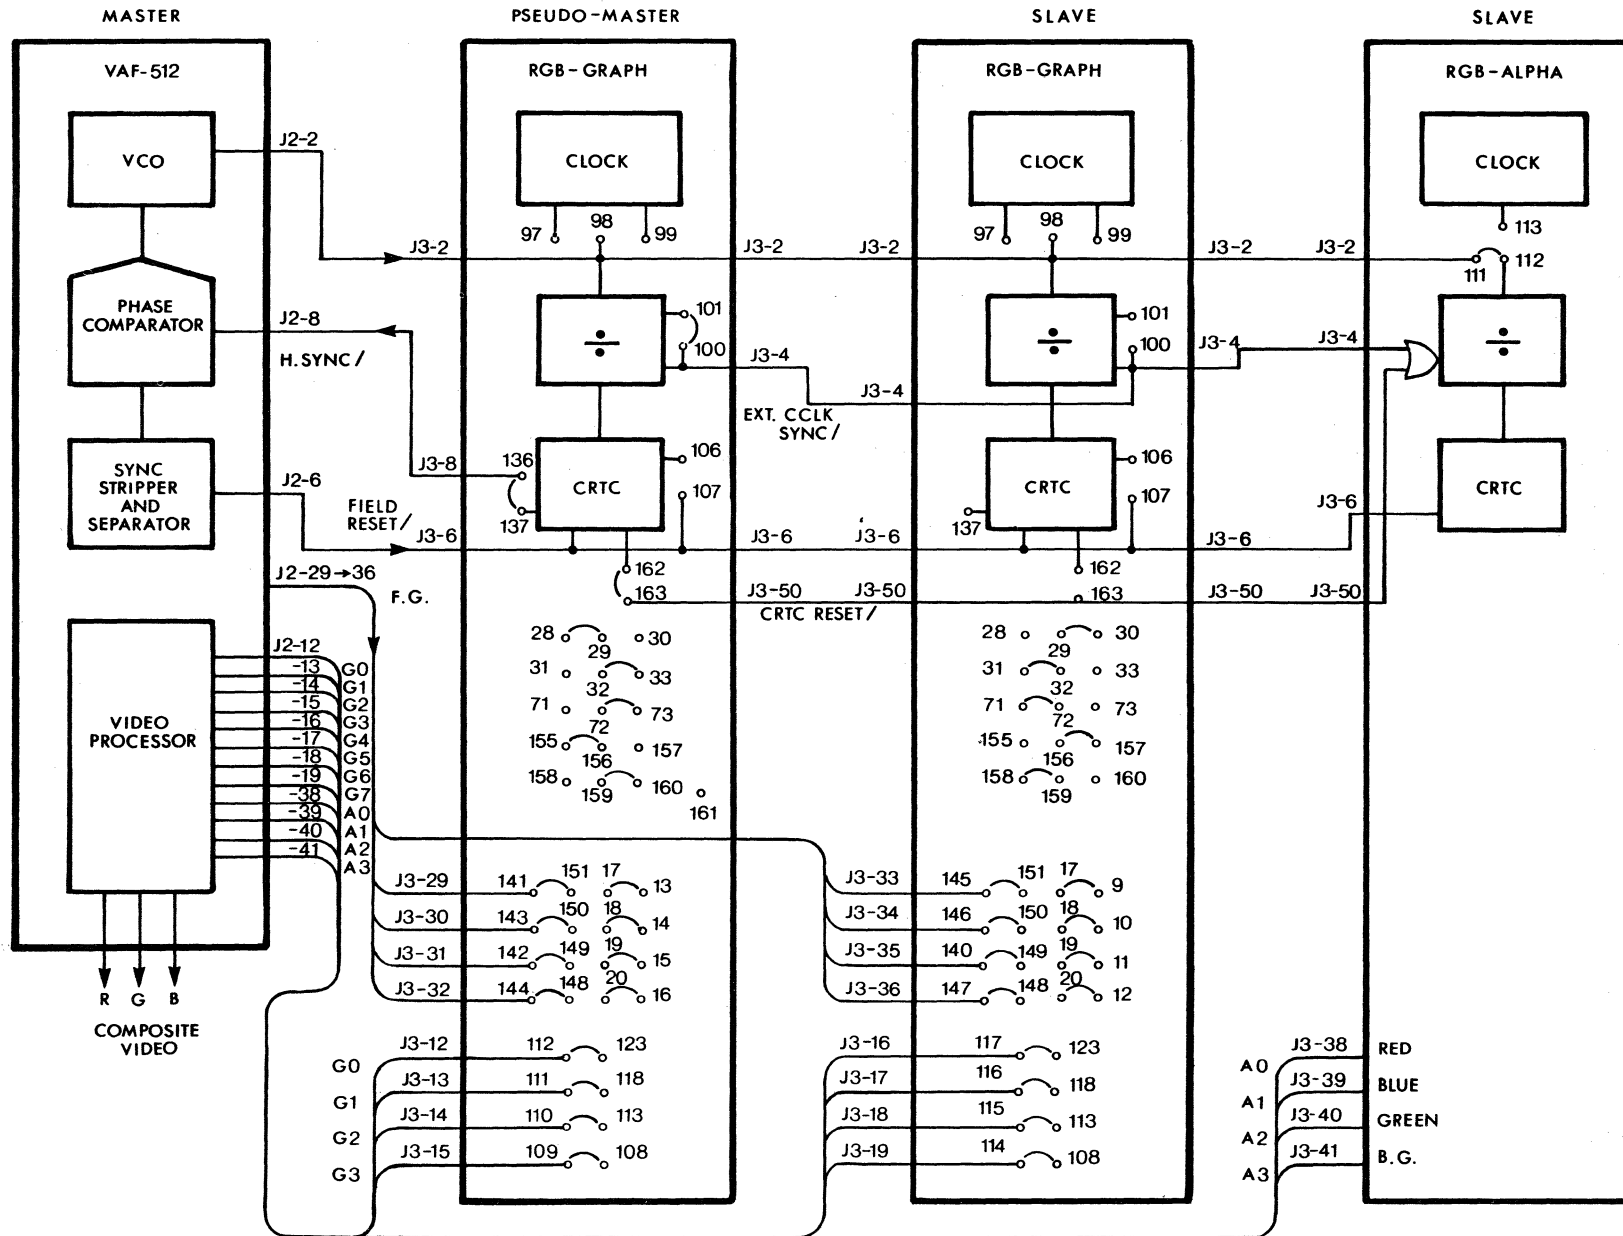 MASTER
PSEUDO-MASTER
SLAVE
SLAVE
VAF-512
RGB-GRAPH
RGB-GRAPH
RGB-ALPHA
VCO
J2-2
CLOCK
CLOCK
CLOCK
97
98
99
97
98
99
113
J3-2
J3-2
J3-2
J3-2
J3-2
111
112
PHASE
COMPARATOR
J2-8
H. SYNC/
101
100
J3-4
J3-4
EXT. CCLK
SYNC/
101
100
J3-4
J3-4
SYNC
STRIPPER
AND
SEPARATOR
J2-6
FIELD
RESET/
J3-8
136
137
CRTC
106
107
137
CRTC
106
107
CRTC
J3-6
J3-6
J3-6
J3-6
J3-6
J2-29→36
F.G.
162
163
J3-50
J3-50
CRTC RESET/
162
163
J3-50
J3-50
VIDEO
PROCESSOR
J2-12
-13
-14
-15
-16
-17
-18
-19
-38
-39
-40
-41
G0
G1
G2
G3
G4
G5
G6
G7
A0
A1
A2
A3
28
29
30
31
32
33
71
72
73
155
156
157
158
159
160
161
28
29
30
31
32
33
71
72
73
155
156
157
158
159
160
J3-29
141
151
17
13
J3-30
143
150
18
14
J3-31
142
149
19
15
J3-32
144
148
20
16
J3-33
145
151
17
9
J3-34
146
150
18
10
J3-35
140
149
19
11
J3-36
147
148
20
12
R
G
B
COMPOSITE
VIDEO
G0
J3-12
112
123
G1
J3-13
111
118
G2
J3-14
110
113
G3
J3-15
109
108
J3-16
117
123
J3-17
116
118
J3-18
115
113
J3-19
114
108
A0
J3-38
RED
A1
J3-39
BLUE
A2
J3-40
GREEN
A3
J3-41
B.G.